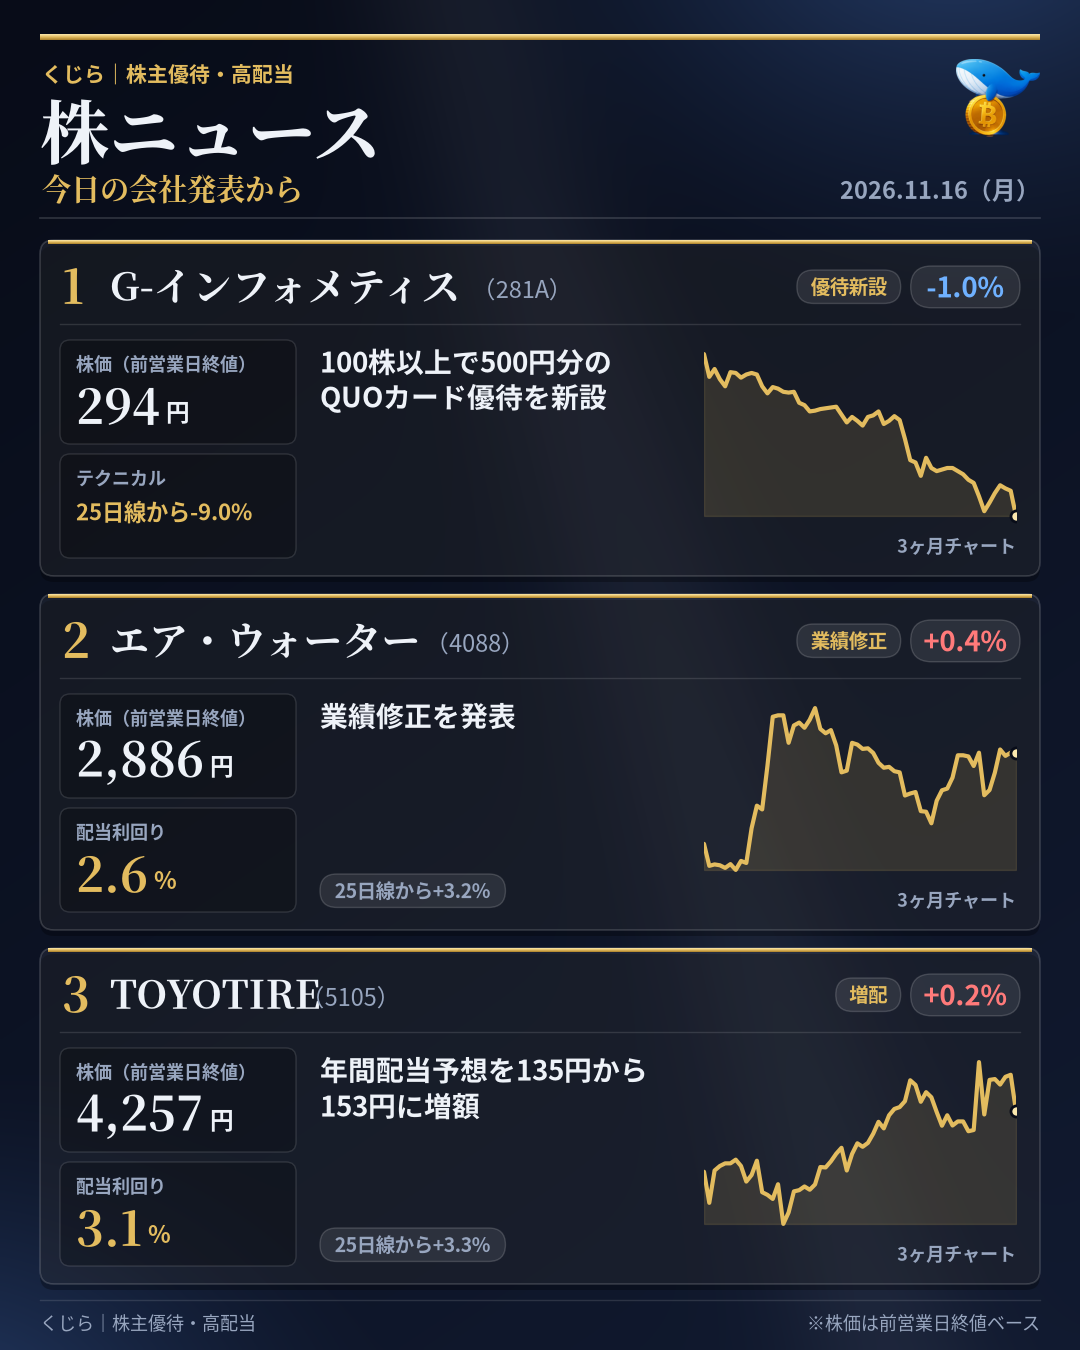 くじら｜株主優待・高配当
株ニュース
今日の会社発表から
2026.11.16（月）
1 G-インフォメティス（281A） 優待新設 -1.0%
株価（前営業日終値）
294円
テクニカル
25日線から-9.0%
100株以上で500円分の
QUOカード優待を新設
3ヶ月チャート
2 エア・ウォーター（4088） 業績修正 +0.4%
株価（前営業日終値）
2,886円
配当利回り
2.6%
業績修正を発表
25日線から+3.2%
3ヶ月チャート
3 TOYOTIRE（5105） 増配 +0.2%
株価（前営業日終値）
4,257円
配当利回り
3.1%
年間配当予想を135円から
153円に増額
25日線から+3.3%
3ヶ月チャート
くじら｜株主優待・高配当
※株価は前営業日終値ベース